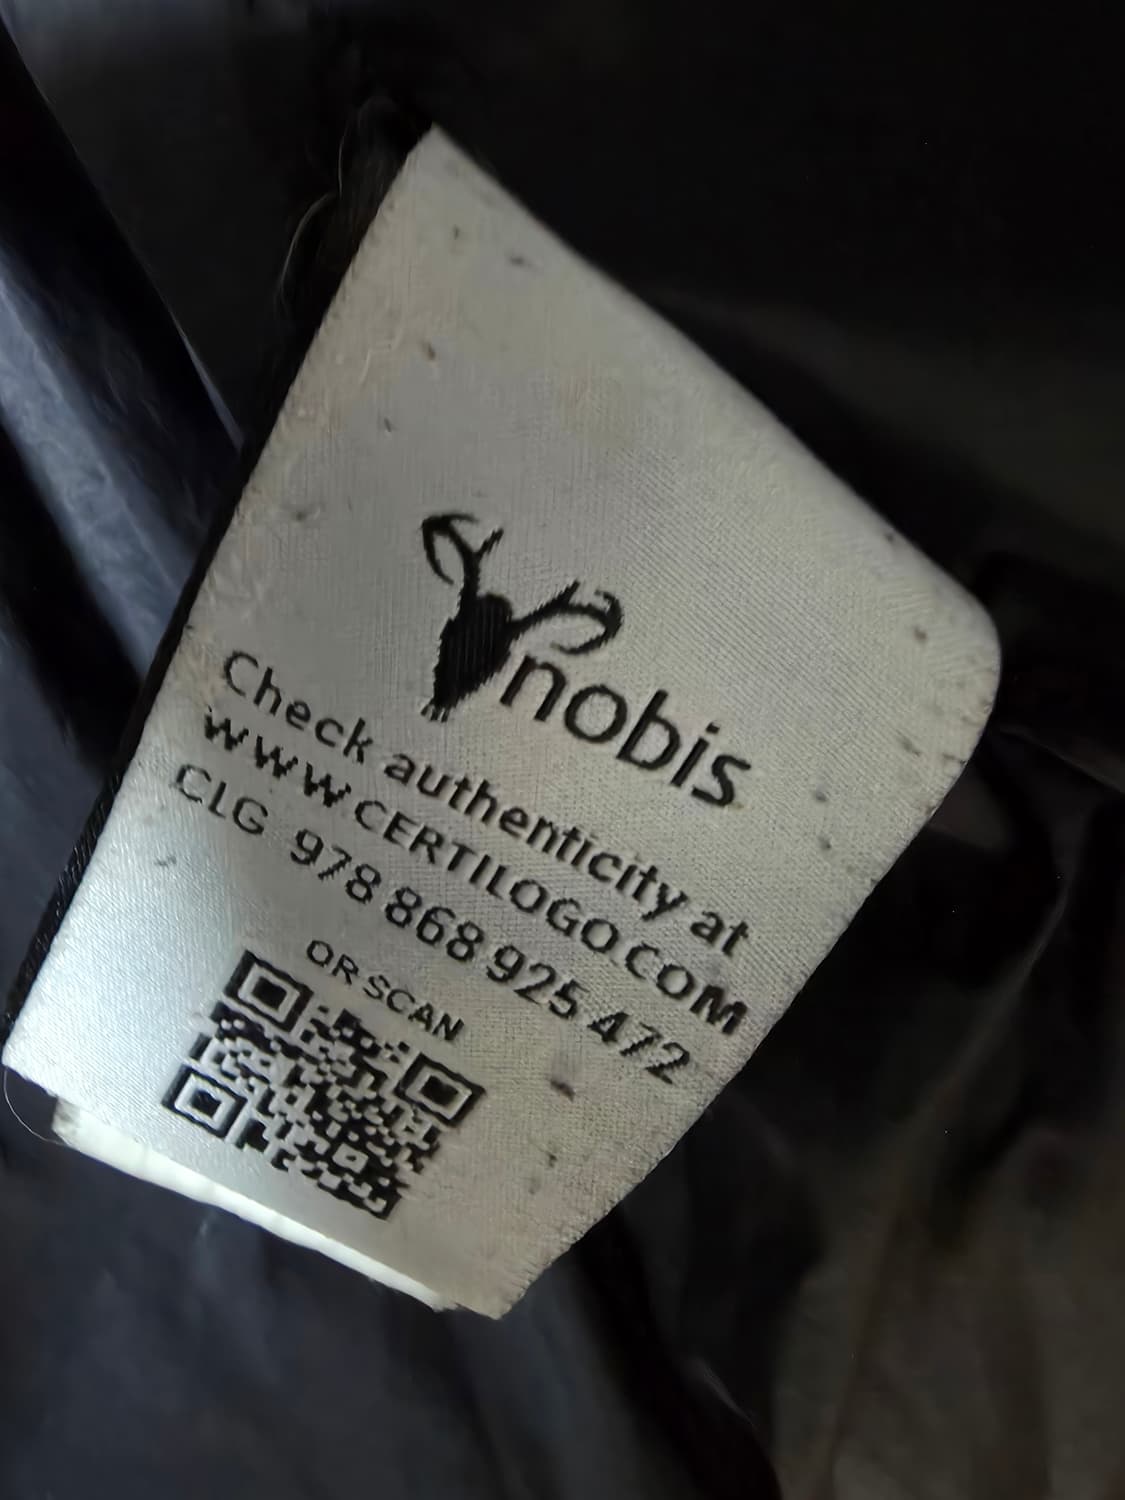 nobis
Check authenticity at
WWW.CERTILOGO.COM
CLG 978 868 925 472
OR SCAN